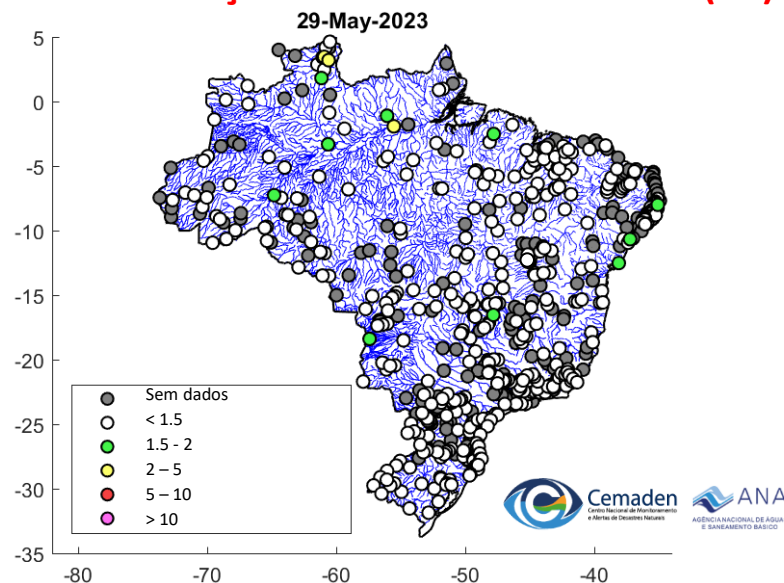 29-May-2023
5
0
-5
-10
-15
-20
-25
-30
-35
-80
-70
-60
-50
-40
Sem dados
< 1.5
1.5 - 2
2 – 5
5 – 10
> 10
Cemaden
Centro Nacional de Monitoramento
e Alertas de Desastres Naturais
ANA
AGÊNCIA NACIONAL DE ÁGUAS
E SANEAMENTO BÁSICO